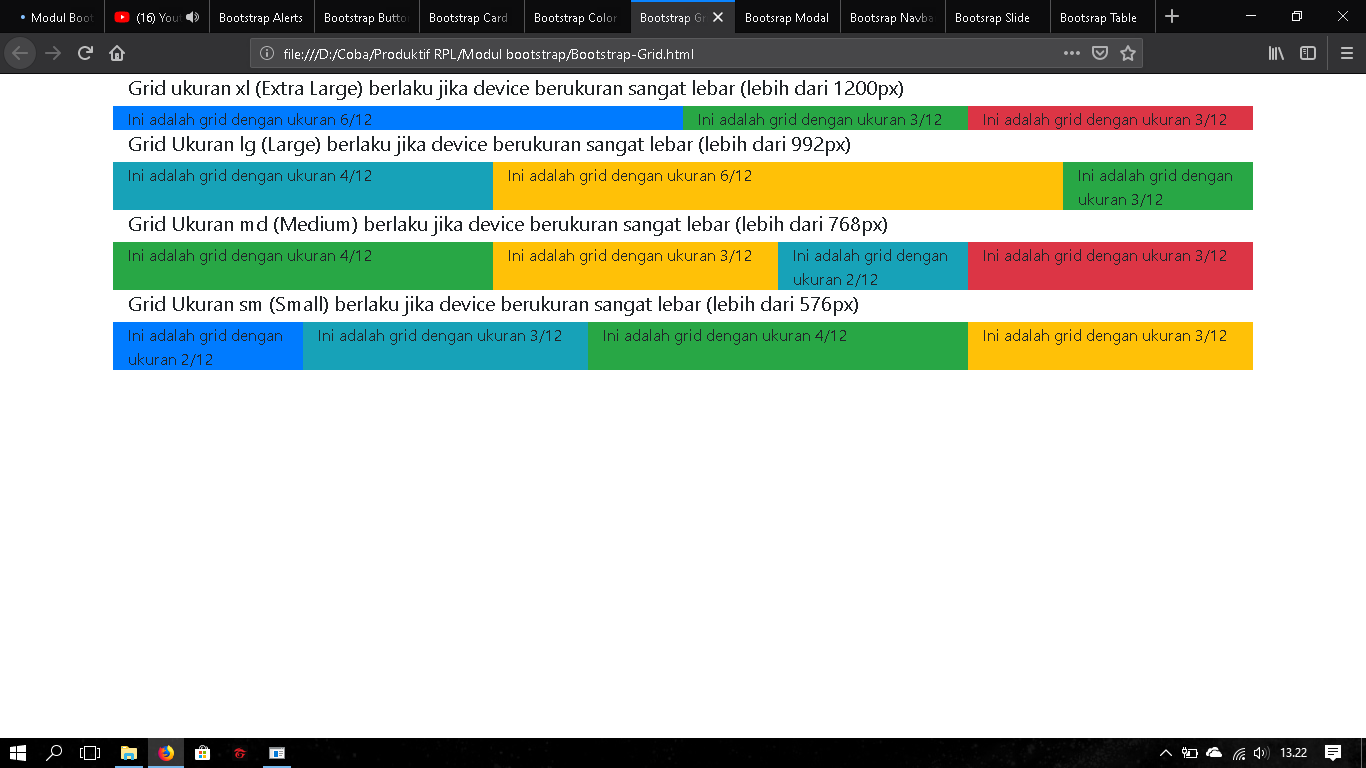 Modul Boot
(16) Yout
Bootstrap Alerts
Bootstrap Button
Bootstrap Card
Bootstrap Color
Bootstrap Gr
Bootsrap Modal
Bootsrap Navba
Bootsrap Slide
Bootsrap Table
file:///D:/Coba/Produktif RPL/Modul bootstrap/Bootstrap-Grid.html
Grid ukuran xl (Extra Large) berlaku jika device berukuran sangat lebar (lebih dari 1200px)
Ini adalah grid dengan ukuran 6/12
Ini adalah grid dengan ukuran 3/12
Ini adalah grid dengan ukuran 3/12
Grid Ukuran lg (Large) berlaku jika device berukuran sangat lebar (lebih dari 992px)
Ini adalah grid dengan ukuran 4/12
Ini adalah grid dengan ukuran 6/12
Ini adalah grid dengan
ukuran 3/12
Grid Ukuran md (Medium) berlaku jika device berukuran sangat lebar (lebih dari 768px)
Ini adalah grid dengan ukuran 4/12
Ini adalah grid dengan ukuran 3/12
Ini adalah grid dengan
ukuran 2/12
Ini adalah grid dengan ukuran 3/12
Grid Ukuran sm (Small) berlaku jika device berukuran sangat lebar (lebih dari 576px)
Ini adalah grid dengan
ukuran 2/12
Ini adalah grid dengan ukuran 3/12
Ini adalah grid dengan ukuran 4/12
Ini adalah grid dengan ukuran 3/12
13.22